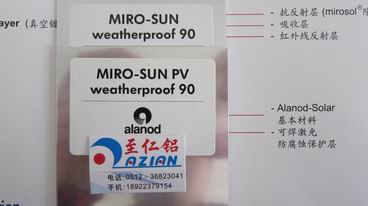 MIRO-SUN
weatherproof 90
MIRO-SUN PV
weatherproof 90
alanod
至仁铝
AZIAN
电话: 0512 - 36823041
手机: 18922379154
ayer (真空
- 抗反射层 (mirosol®
- 吸收层
- 红外线反射层
- Alanod-Solar
基本材料
- 可焊激光
防腐蚀保护层